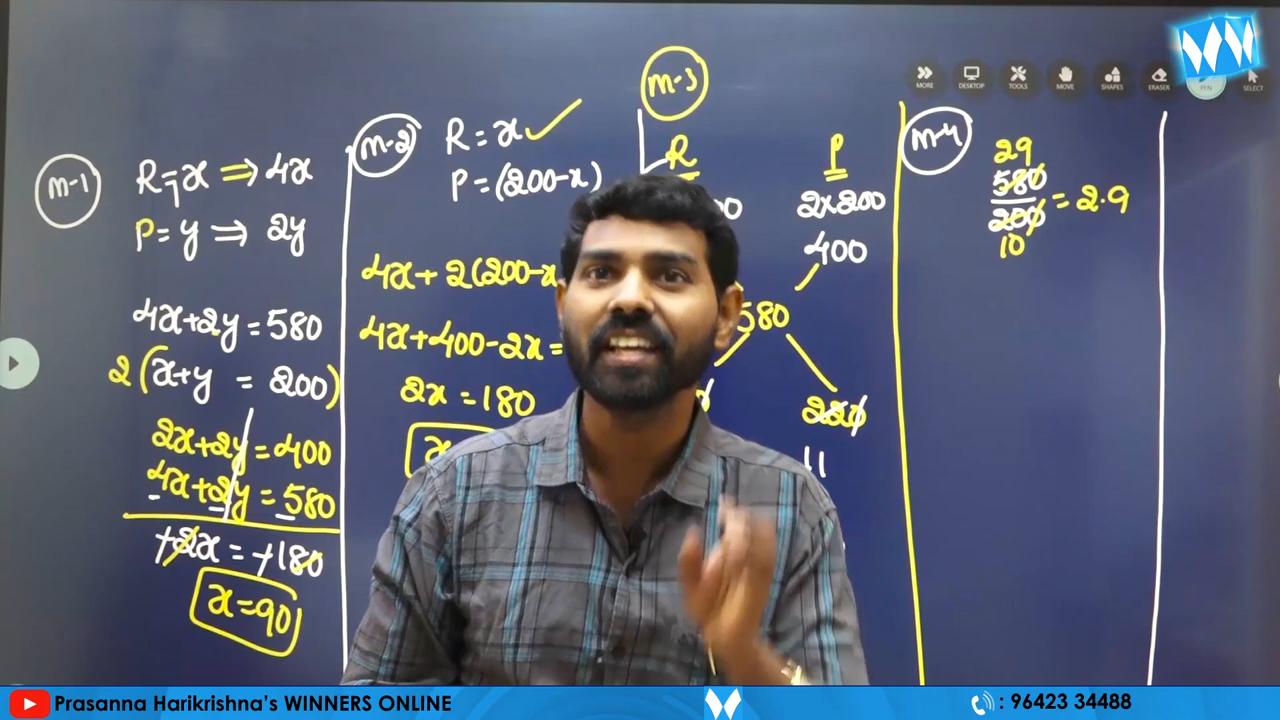 M-1
R=x ⇒ 4x
P=y ⇒ 2y
4x+2y=580
2(x+y = 200)
2x+2y=400
4x+2y=580
- - -
+2x=+180
x=90
M-2
R=x ✓
P=(200-x)
4x+2(200-x
4x+400-2x=
2x=180
M-3
R
P
2x200
400
580
220
11
M-4
29
580
200
10
=2.9
MORE
DESKTOP
TOOLS
MOVE
SHAPES
ERASER
PEN
SELECT
Prasanna Harikrishna's WINNERS ONLINE
: 96423 34488